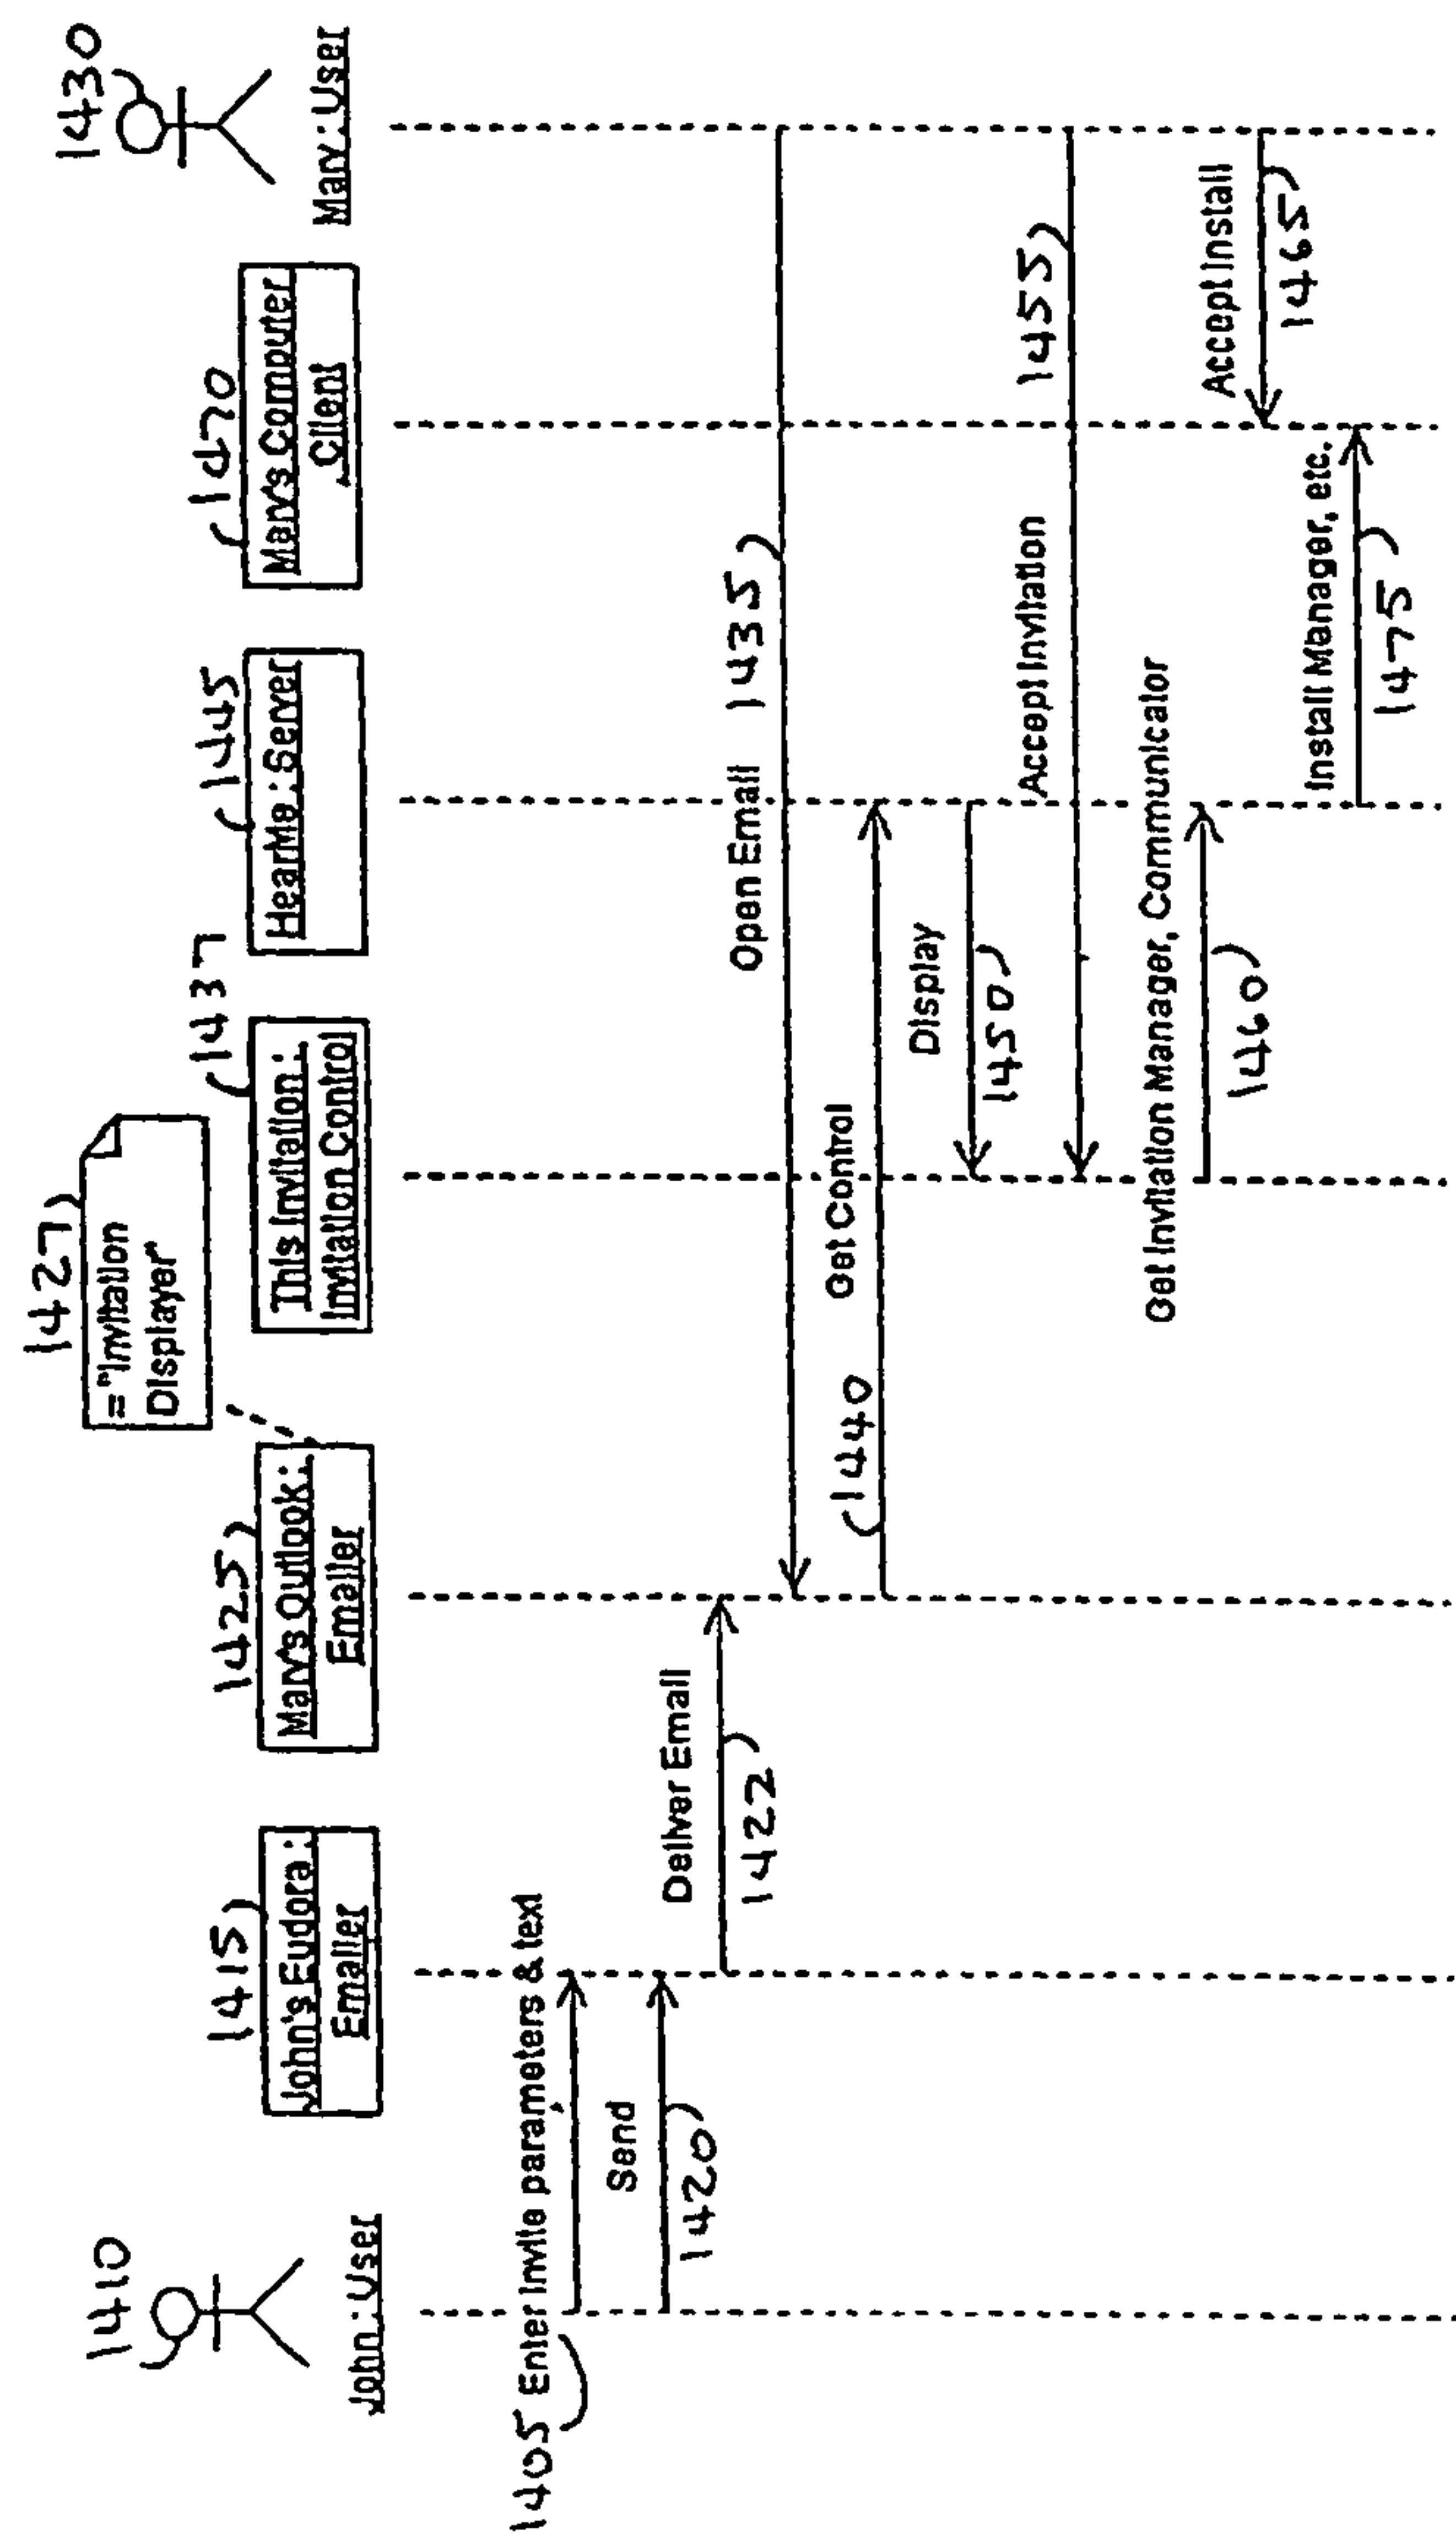 1410
John : User
1415
John's Eudora :
Emailer
1425
Mary's Outlook :
Emailer
1427
="Invitation
Displayer"
1437
This Invitation :
Invitation Control
1445
HearMe : Server
1470
Mary's Computer
: Client
1430
Mary : User
1405 Enter invite parameters & text
Send
1420
Deliver Email
1422
Open Email 1435
1440 Get Control
Display
1450
Accept Invitation 1455
Get Invitation Manager, Communicator
1460
Accept Install
1465
Install Manager, etc.
1475